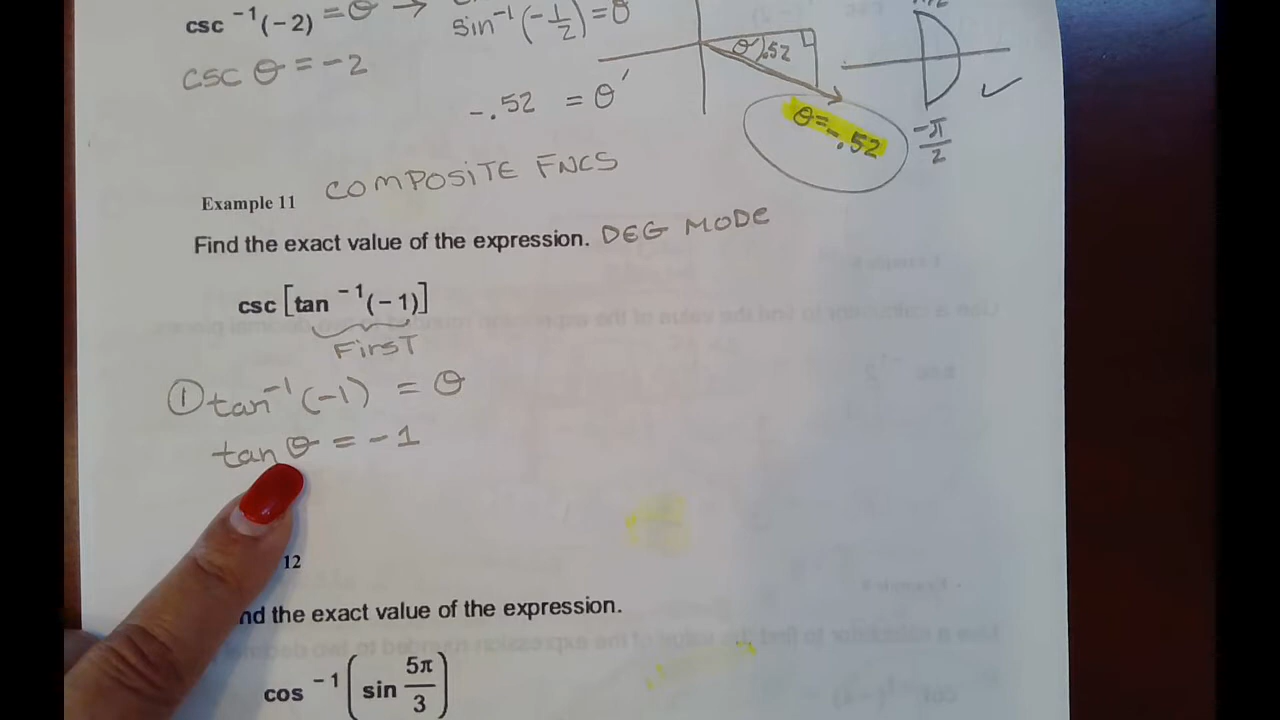 csc⁻¹(-2) = θ →
sin⁻¹(-1/2) = θ
csc θ = -2
-.52 = θ'
θ' .52
θ = -.52
-π/2
Example 11 COMPOSITE FNCS
Find the exact value of the expression. DEG MODE
csc [tan⁻¹(-1)]
FIRST
① tan⁻¹(-1) = θ
tan θ = -1
12
nd the exact value of the expression.
cos⁻¹(sin 5π/3)